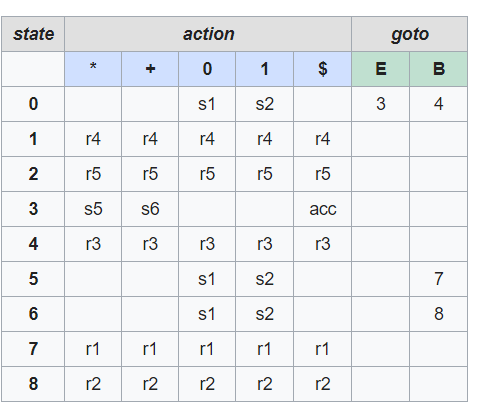 state action goto
* + 0 1 $ E B
0 s1 s2 3 4
1 r4 r4 r4 r4 r4
2 r5 r5 r5 r5 r5
3 s5 s6 acc
4 r3 r3 r3 r3 r3
5 s1 s2 7
6 s1 s2 8
7 r1 r1 r1 r1 r1
8 r2 r2 r2 r2 r2